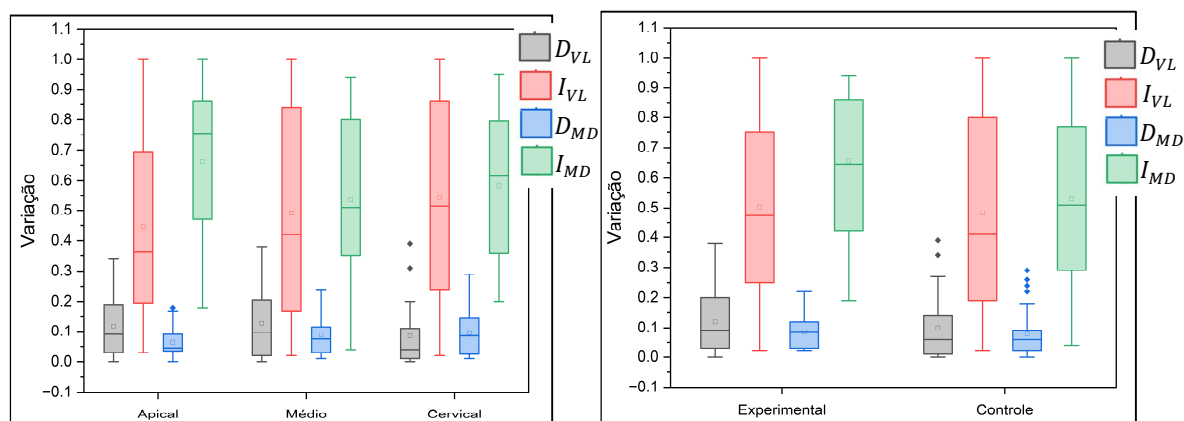 1.1
1.0
0.9
0.8
0.7
0.6
0.5
0.4
0.3
0.2
0.1
0.0
−0.1
Variação
Apical Médio Cervical
D_VL
I_VL
D_MD
I_MD
1.1
1.0
0.9
0.8
0.7
0.6
0.5
0.4
0.3
0.2
0.1
0.0
−0.1
Variação
Experimental Controle
D_VL
I_VL
D_MD
I_MD